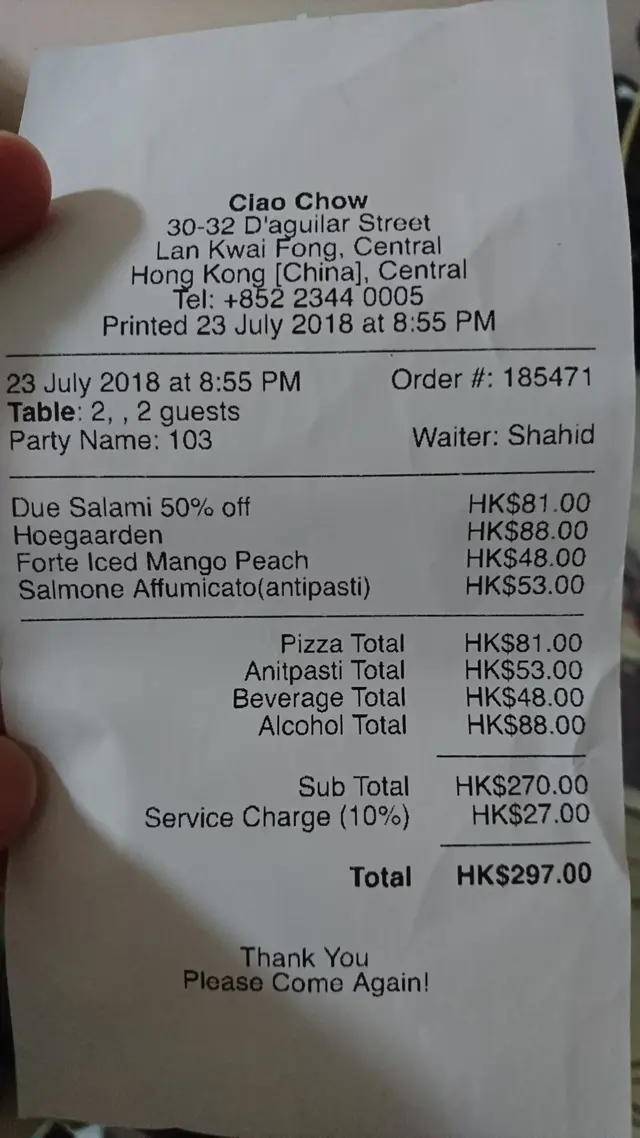 Ciao Chow
30-32 D'aguilar Street
Lan Kwai Fong, Central
Hong Kong [China], Central
Tel: +852 2344 0005
Printed 23 July 2018 at 8:55 PM
23 July 2018 at 8:55 PM Order #: 185471
Table: 2, , 2 guests
Party Name: 103 Waiter: Shahid
Due Salami 50% off HK$81.00
Hoegaarden HK$88.00
Forte Iced Mango Peach HK$48.00
Salmone Affumicato(antipasti) HK$53.00
Pizza Total HK$81.00
Anitpasti Total HK$53.00
Beverage Total HK$48.00
Alcohol Total HK$88.00
Sub Total HK$270.00
Service Charge (10%) HK$27.00
Total HK$297.00
Thank You
Please Come Again!